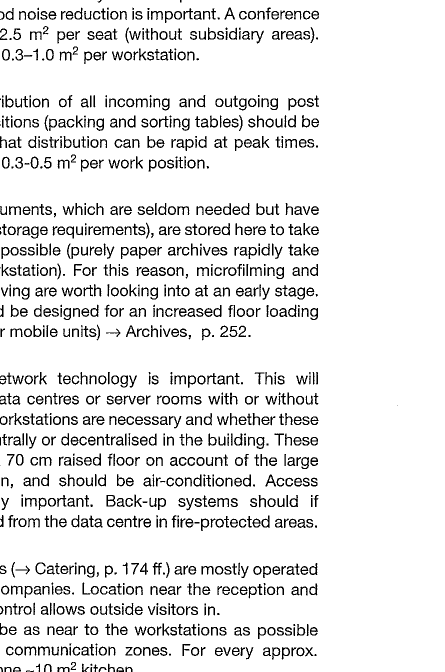 od noise reduction is important. A conference
2.5 m² per seat (without subsidiary areas).
0.3–1.0 m² per workstation.
ribution of all incoming and outgoing post
itions (packing and sorting tables) should be
hat distribution can be rapid at peak times.
0.3-0.5 m² per work position.
uments, which are seldom needed but have
storage requirements), are stored here to take
possible (purely paper archives rapidly take
rkstation). For this reason, microfilming and
ving are worth looking into at an early stage.
d be designed for an increased floor loading
r mobile units) → Archives, p. 252.
etwork technology is important. This will
ata centres or server rooms with or without
orkstations are necessary and whether these
trally or decentralised in the building. These
70 cm raised floor on account of the large
n, and should be air-conditioned. Access
y important. Back-up systems should if
d from the data centre in fire-protected areas.
s (→ Catering, p. 174 ff.) are mostly operated
ompanies. Location near the reception and
ontrol allows outside visitors in.
be as near to the workstations as possible
communication zones. For every approx.
one ~10 m² kitchen